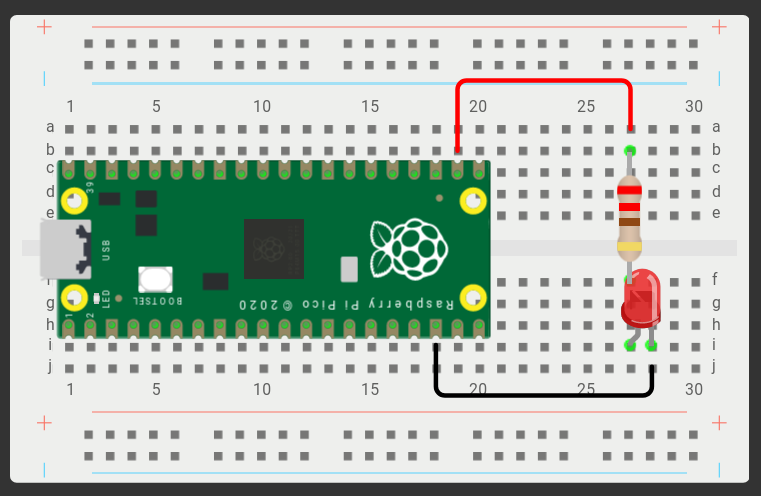 1 5 10 15 20 25 30
a a
b b
c c
d d
e e
39
USB
BOOTSEL
LED
Raspberry Pi Pico © 2020
1 2
f f
g g
h h
i i
j j
1 5 10 15 20 25 30